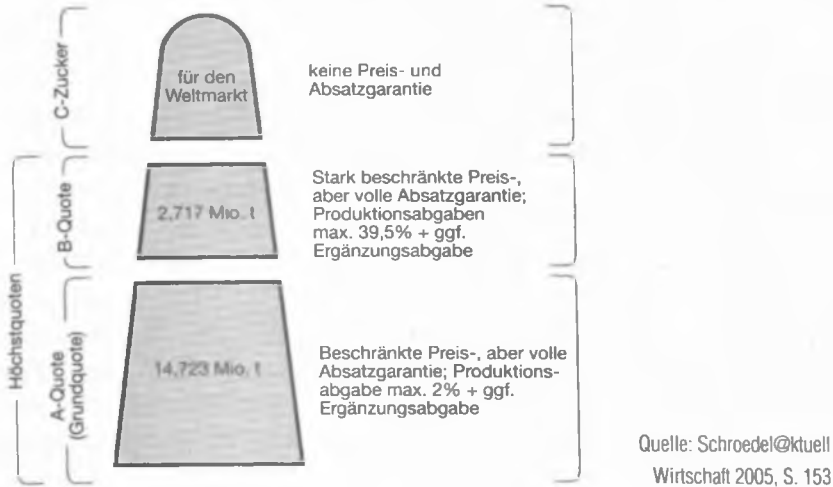 C-Zucker
für den
Weltmarkt
keine Preis- und
Absatzgarantie
Höchstquoten
B-Quote
2,717 Mio. t
Stark beschränkte Preis-,
aber volle Absatzgarantie;
Produktionsabgaben
max. 39,5% + ggf.
Ergänzungsabgabe
A-Quote
(Grundquote)
14,723 Mio. t
Beschränkte Preis-, aber volle
Absatzgarantie; Produktions-
abgabe max. 2% + ggf.
Ergänzungsabgabe
Quelle: Schroedel@ktuell
Wirtschaft 2005, S. 153